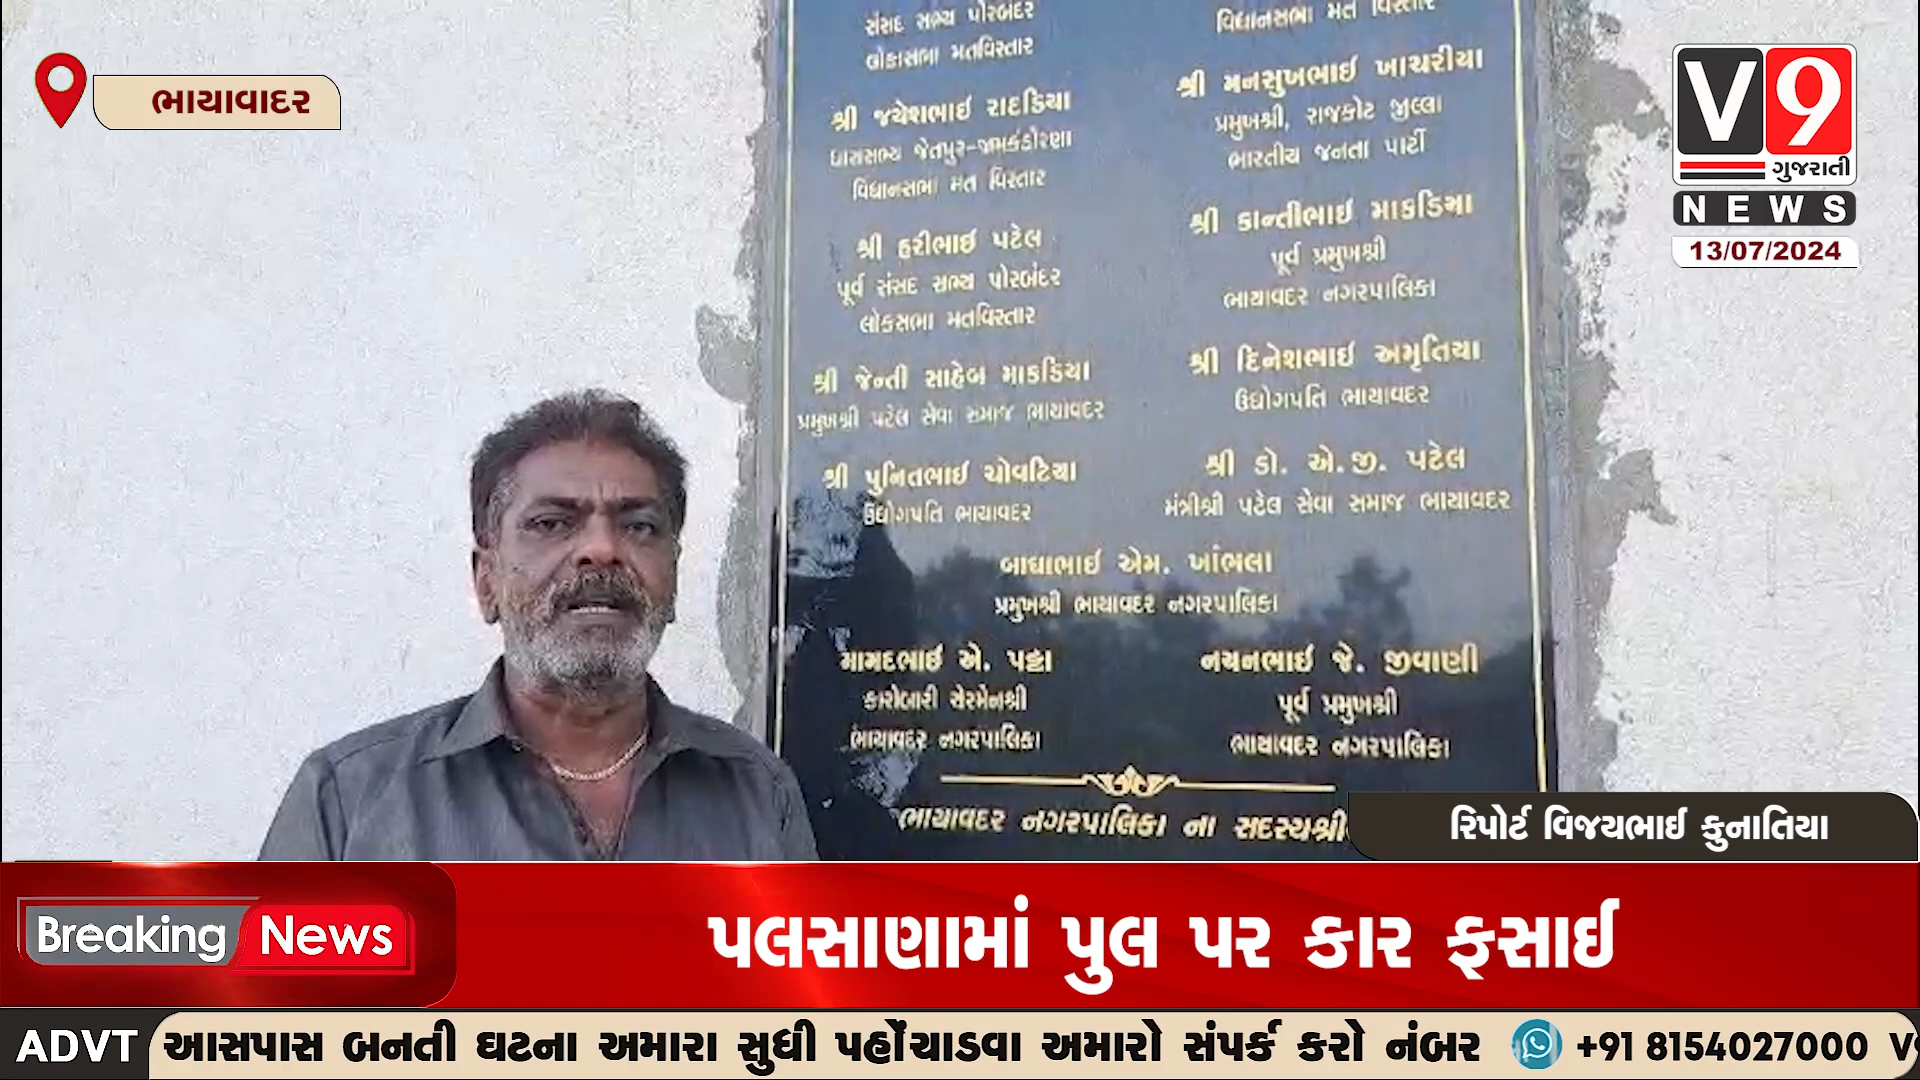 સંસદ સભ્ય પોરબંદર
લોકસભા મતવિસ્તાર
શ્રી જયેશભાઈ રાદડિયા
ધારાસભ્ય જેતપુર-જામકંડોરણા
વિધાનસભા મત વિસ્તાર
શ્રી હરીભાઈ પટેલ
પૂર્વ સંસદ સભ્ય પોરબંદર
લોકસભા મતવિસ્તાર
શ્રી જેન્તી સાહેબ માકડિયા
પ્રમુખશ્રી પટેલ સેવા સમાજ ભાયાવદર
શ્રી પુનિતભાઈ ચોવટિયા
ઉદ્યોગપતિ ભાયાવદર
વિધાનસભા મત વિસ્તાર
શ્રી મનસુખભાઈ ખાચરીયા
પ્રમુખશ્રી, રાજકોટ જીલ્લા
ભારતીય જનતા પાર્ટી
શ્રી કાન્તીભાઈ માકડિયા
પૂર્વ પ્રમુખશ્રી
ભાયાવદર નગરપાલિકા
શ્રી દિનેશભાઈ અમૃતિયા
ઉદ્યોગપતિ ભાયાવદર
શ્રી ડો. એ.જી. પટેલ
મંત્રીશ્રી પટેલ સેવા સમાજ ભાયાવદર
બાઘાભાઈ એમ. ખાંભલા
પ્રમુખશ્રી ભાયાવદર નગરપાલિકા
મામદભાઈ એ. પટ્ટા
કારોબારી ચેરમેનશ્રી
ભાયાવદર નગરપાલિકા
નયનભાઈ જે. જીવાણી
પૂર્વ પ્રમુખશ્રી
ભાયાવદર નગરપાલિકા
ભાયાવદર નગરપાલિકા ના સદસ્યશ્રી
ભાયાવાદર
V9
ગુજરાતી
NEWS
13/07/2024
રિપોર્ટ વિજયભાઈ કુનાતિયા
Breaking News
પલસાણામાં પુલ પર કાર ફસાઈ
ADVT આસપાસ બનતી ઘટના અમારા સુધી પહોંચાડવા અમારો સંપર્ક કરો નંબર +91 8154027000 V9